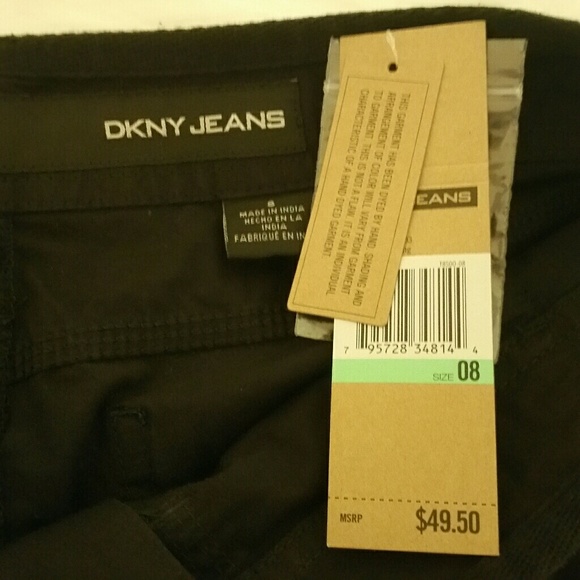 DKNY JEANS
8
MADE IN INDIA
HECHO EN LA
INDIA
FABRIQUÉ EN IN
THIS GARMENT HAS BEEN DYED BY HAND. SHADING AND
ARRANGEMENT OF COLOR WILL VARY FROM GARMENT
TO GARMENT. THIS IS NOT A FLAW. IT IS AN INDIVIDUAL
CHARACTERISTIC OF A HAND DYED GARMENT.
EANS
7 95728 34814 4
SIZE 08
MSRP $49.50